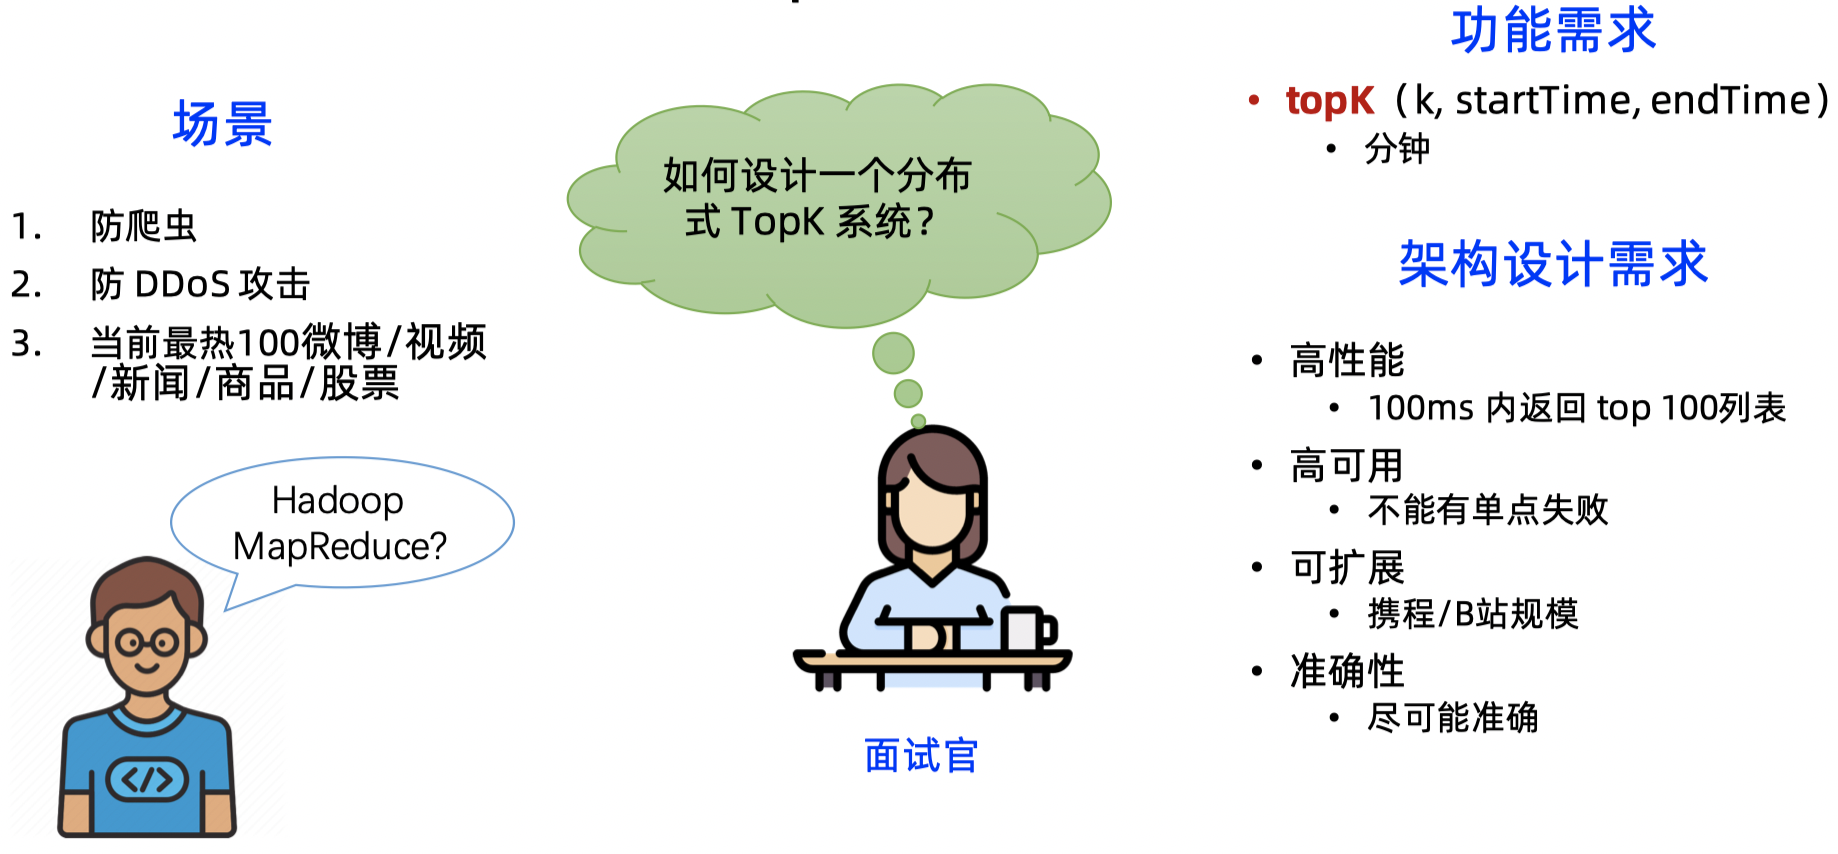 场景
1. 防爬虫
2. 防 DDoS 攻击
3. 当前最热100微博/视频
/新闻/商品/股票
Hadoop
MapReduce?
</>
如何设计一个分布
式 TopK 系统?
面试官
功能需求
• topK（k, startTime, endTime）
• 分钟
架构设计需求
• 高性能
• 100ms 内返回 top 100列表
• 高可用
• 不能有单点失败
• 可扩展
• 携程/B站规模
• 准确性
• 尽可能准确